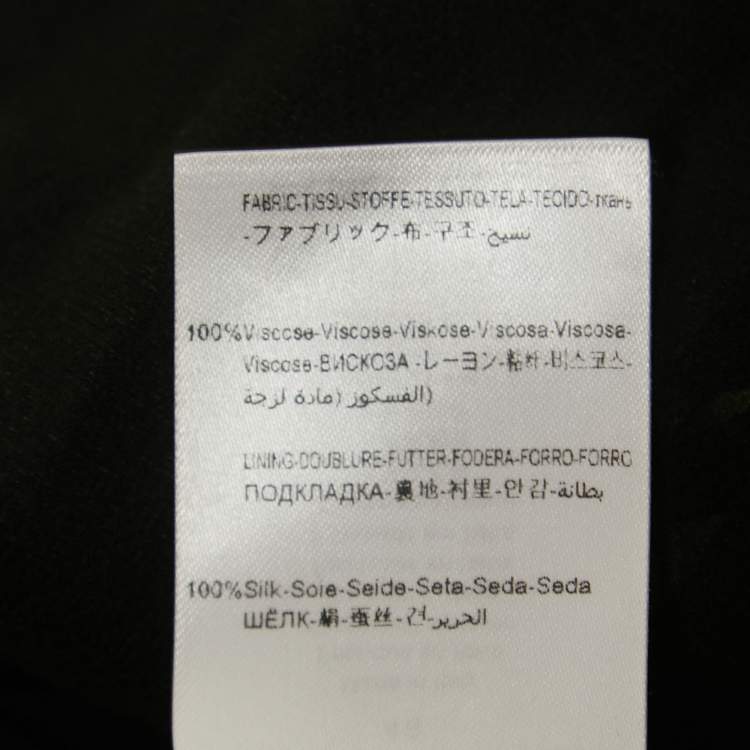 FABRIC-TISSU-STOFFE-TESSUTO-TELA-TECIDO-ткань
-ファブリック-布-구조-نسيج
100%Viscose-Viscose-Viskose-Viscosa-Viscosa-
Viscose-ВИСКОЗА -レーヨン-粘纤-비스코스-
(الفسكوز (مادة لزجة
LINING-DOUBLURE-FUTTER-FODERA-FORRO-FORRO
ПОДКЛАДКА-裏地-衬里-안감-بطانة
100%Silk-Soie-Seide-Seta-Seda-Seda
ШЁЛК-絹-蚕丝-견-الحرير